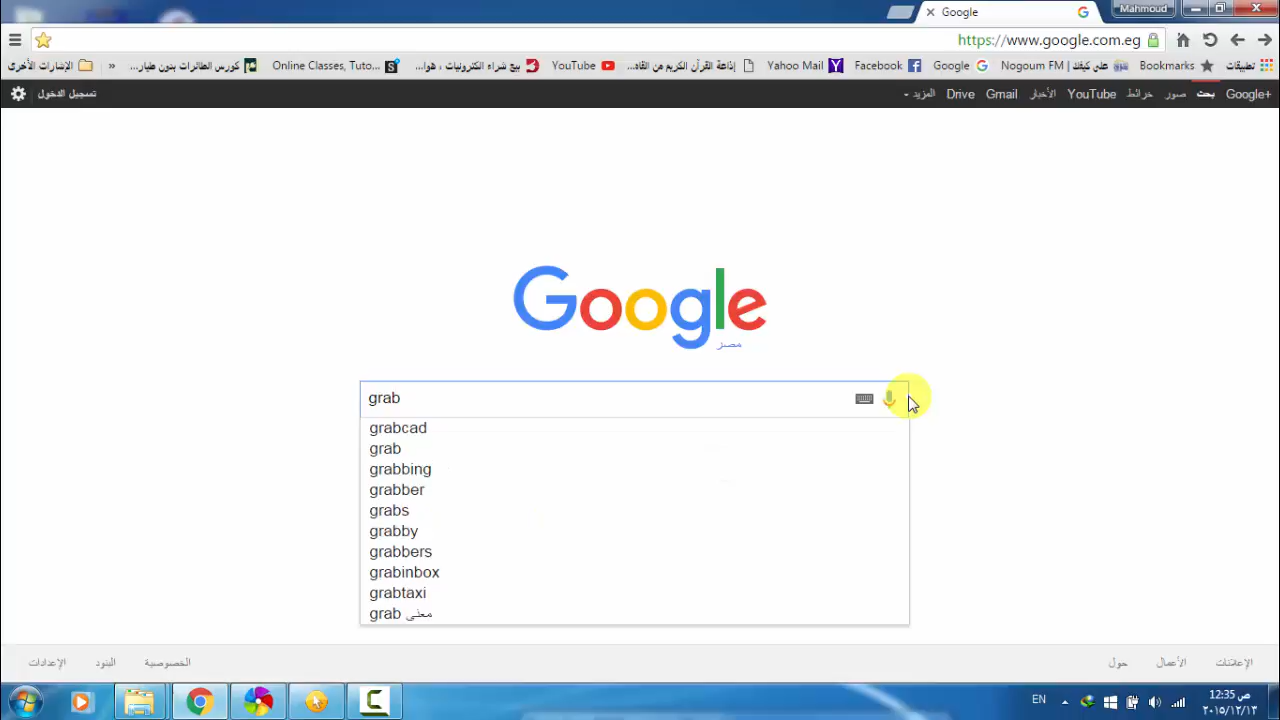 Google
Mahmoud
https://www.google.com.eg
الإشارات الأخرى
»
كورس الطائرات بدون طيار...
Online Classes, Tuto...
بيع شراء إلكترونيات ، هوا...
YouTube
إذاعة القرآن الكريم من القاه...
Yahoo Mail
Facebook
Google
Nogoum FM | على كيفك
Bookmarks
تطبيقات
تسجيل الدخول
المزيد
Drive
Gmail
الأخبار
YouTube
خرائط
صور
بحث
Google+
Google
مصر
grab
grabcad
grab
grabbing
grabber
grabs
grabby
grabbers
grabinbox
grabtaxi
grab معنى
الإعدادات
البنود
الخصوصية
حول
الأعمال
الإعلانات
EN
12:35 ص
٢٠١٥/١٢/١٣